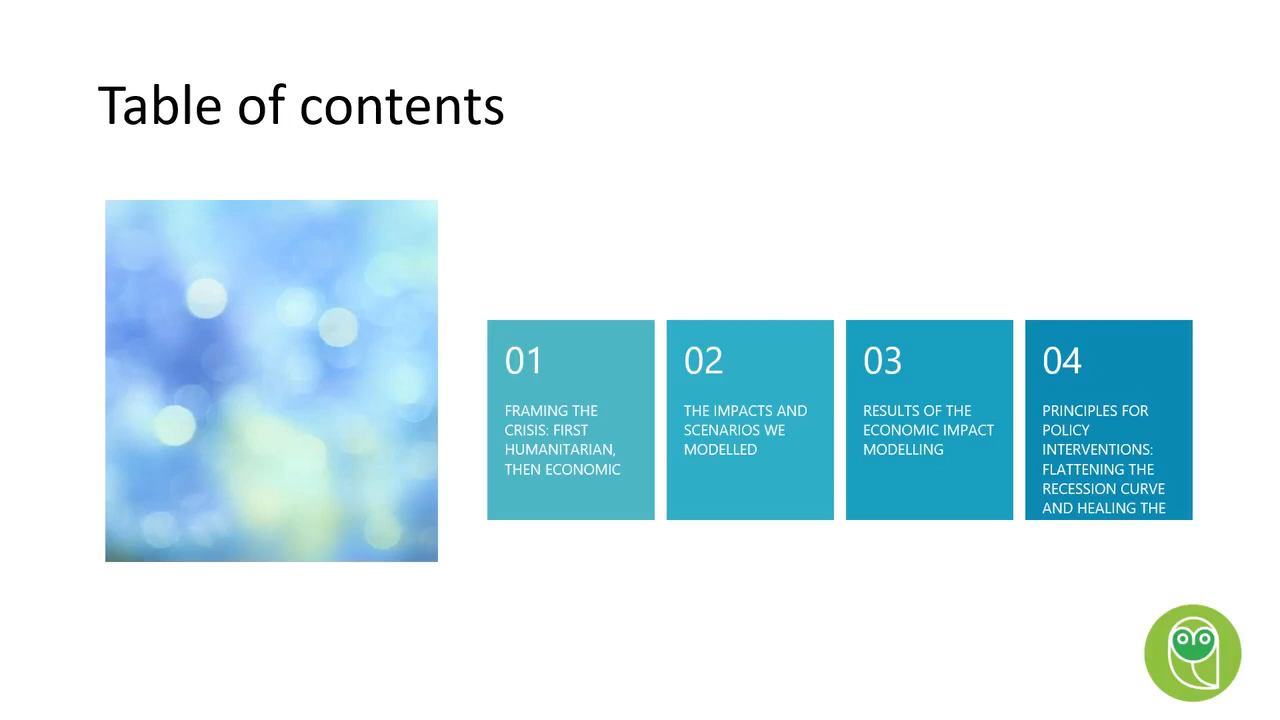 Table of contents
01
FRAMING THE
CRISIS: FIRST
HUMANITARIAN,
THEN ECONOMIC
02
THE IMPACTS AND
SCENARIOS WE
MODELLED
03
RESULTS OF THE
ECONOMIC IMPACT
MODELLING
04
PRINCIPLES FOR
POLICY
INTERVENTIONS:
FLATTENING THE
RECESSION CURVE
AND HEALING THE